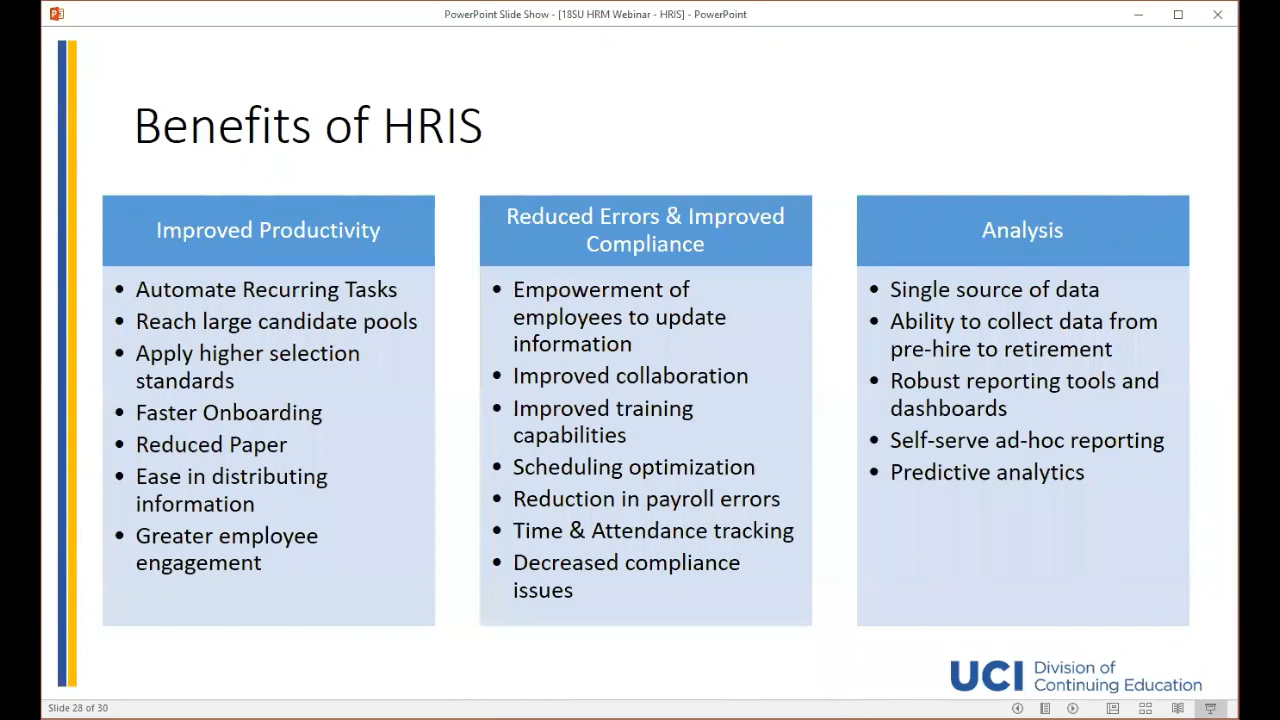 PowerPoint Slide Show - [18SU HRM Webinar - HRIS] - PowerPoint
Benefits of HRIS
Improved Productivity
• Automate Recurring Tasks
• Reach large candidate pools
• Apply higher selection
standards
• Faster Onboarding
• Reduced Paper
• Ease in distributing
information
• Greater employee
engagement
Reduced Errors & Improved
Compliance
• Empowerment of
employees to update
information
• Improved collaboration
• Improved training
capabilities
• Scheduling optimization
• Reduction in payroll errors
• Time & Attendance tracking
• Decreased compliance
issues
Analysis
• Single source of data
• Ability to collect data from
pre-hire to retirement
• Robust reporting tools and
dashboards
• Self-serve ad-hoc reporting
• Predictive analytics
UCI Division of
Continuing Education
Slide 28 of 30